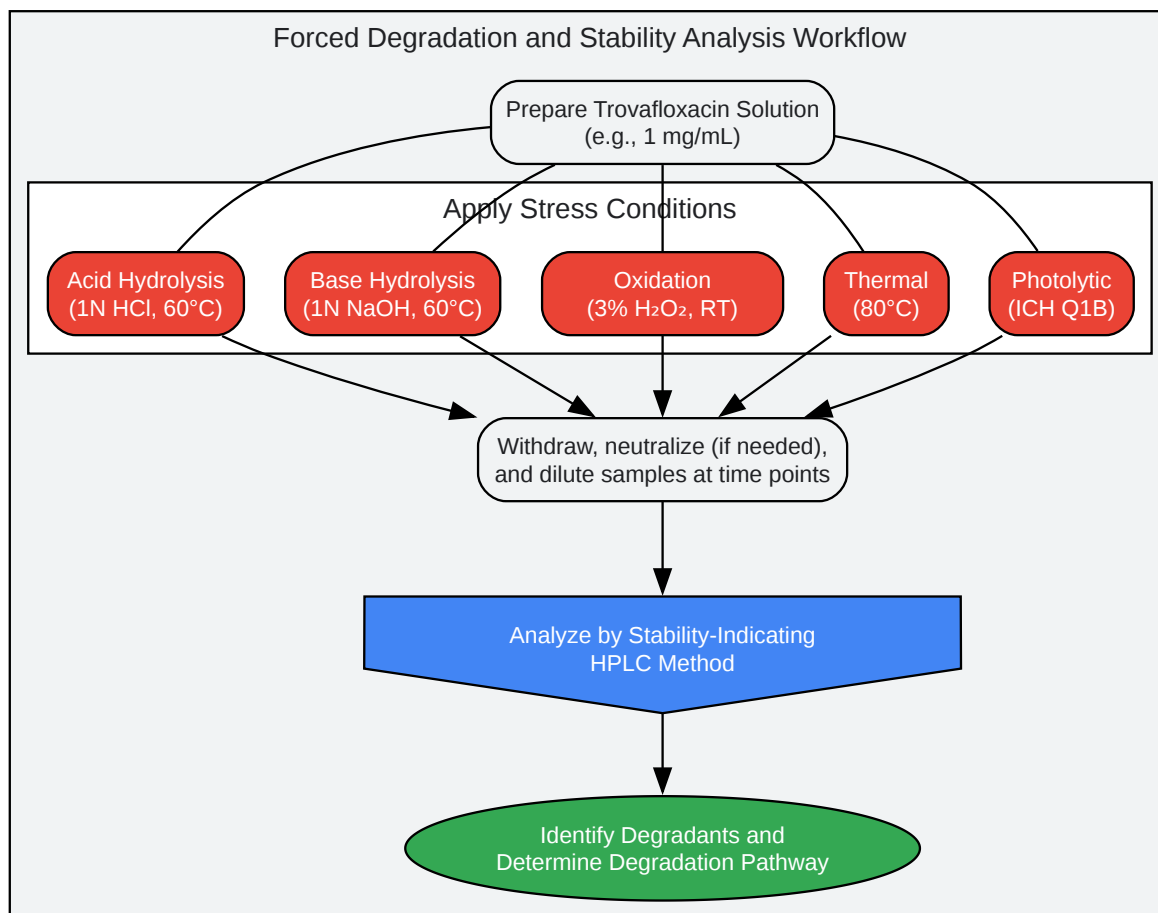 Forced Degradation and Stability Analysis Workflow
Prepare Trovafloxacin Solution
(e.g., 1 mg/mL)
Apply Stress Conditions
Acid Hydrolysis
(1N HCl, 60°C)
Base Hydrolysis
(1N NaOH, 60°C)
Oxidation
(3% H₂O₂, RT)
Thermal
(80°C)
Photolytic
(ICH Q1B)
Withdraw, neutralize (if needed),
and dilute samples at time points
Analyze by Stability-Indicating
HPLC Method
Identify Degradants and
Determine Degradation Pathway